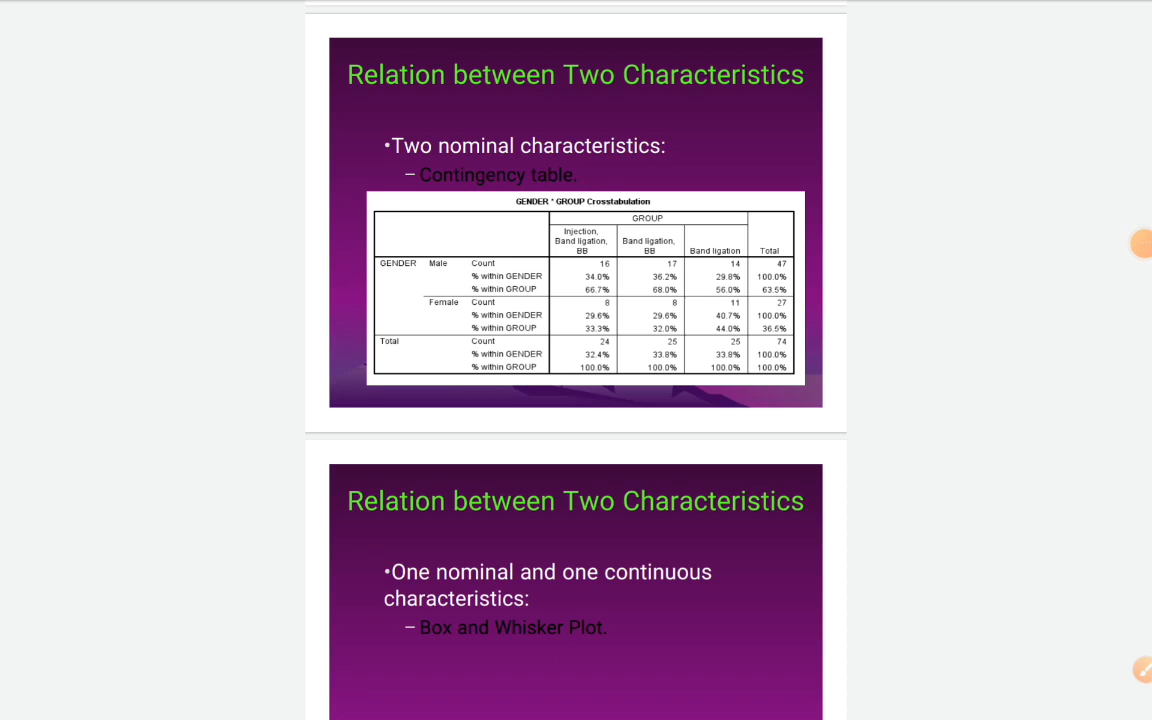 Relation between Two Characteristics
•Two nominal characteristics:
– Contingency table.
GENDER * GROUP Crosstabulation
GROUP
Injection, Band ligation, BB Band ligation, BB Band ligation Total
GENDER Male Count 16 17 14 47
% within GENDER 34.0% 36.2% 29.8% 100.0%
% within GROUP 66.7% 68.0% 56.0% 63.5%
Female Count 8 8 11 27
% within GENDER 29.6% 29.6% 40.7% 100.0%
% within GROUP 33.3% 32.0% 44.0% 36.5%
Total Count 24 25 25 74
% within GENDER 32.4% 33.8% 33.8% 100.0%
% within GROUP 100.0% 100.0% 100.0% 100.0%
Relation between Two Characteristics
•One nominal and one continuous
characteristics:
– Box and Whisker Plot.